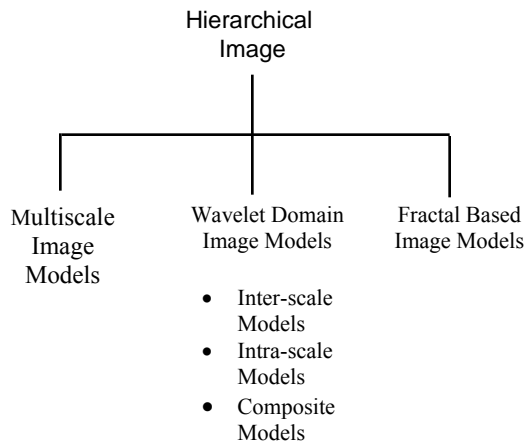 Hierarchical
Image
Multiscale
Image
Models
Wavelet Domain
Image Models
• Inter-scale
Models
• Intra-scale
Models
• Composite
Models
Fractal Based
Image Models